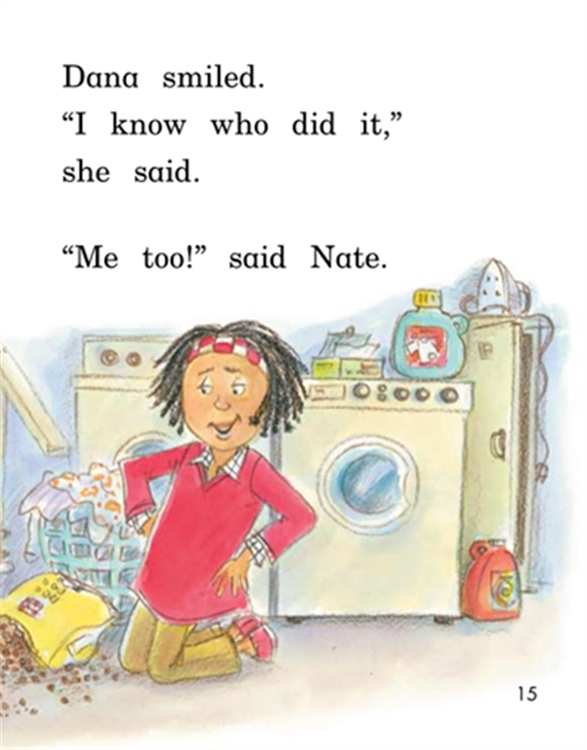 Dana smiled.
“I know who did it,”
she said.
“Me too!” said Nate.
15